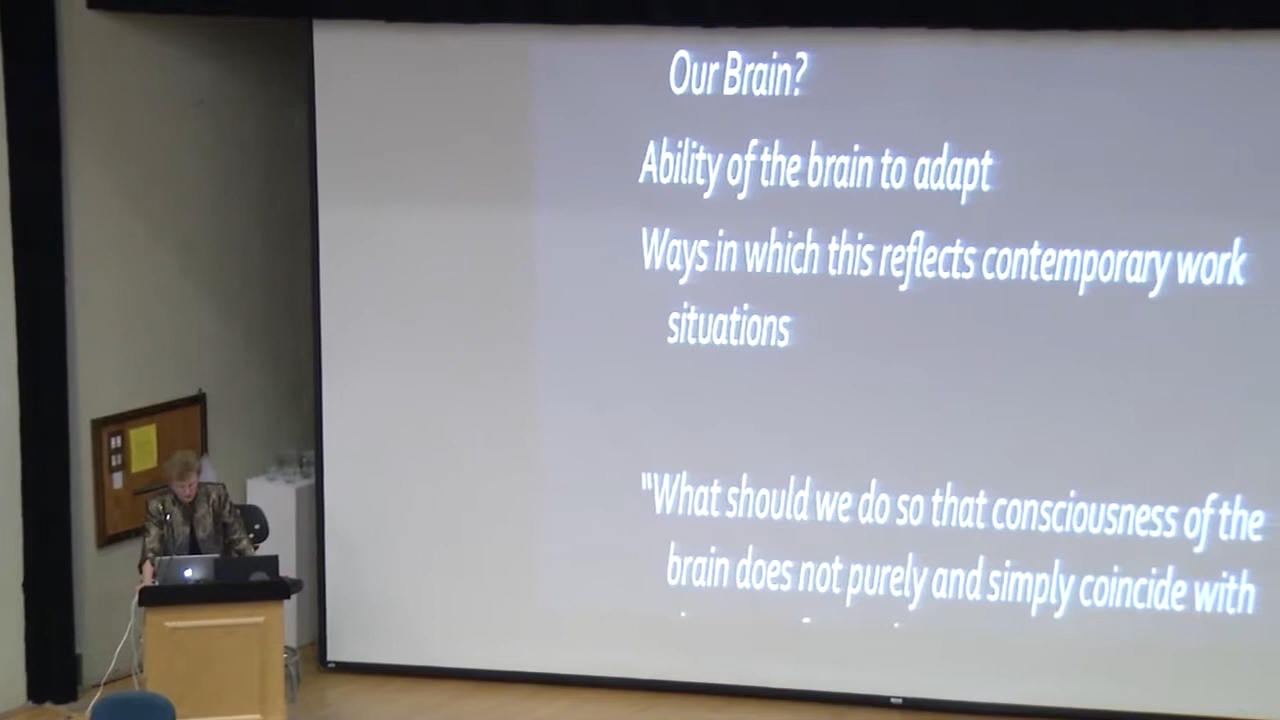 Our Brain?
Ability of the brain to adapt
Ways in which this reflects contemporary work
situations
"What should we do so that consciousness of the
brain does not purely and simply coincide with